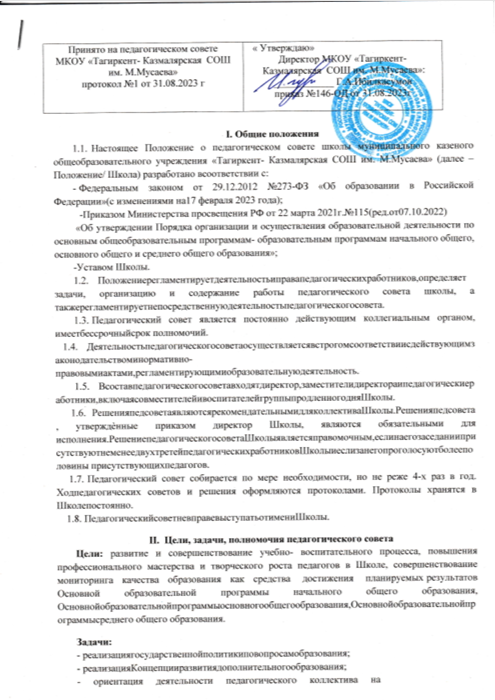 Принято на педагогическом совете
МКОУ «Тагиркент- Казмалярская СОШ
им. М.Мусаева»
протокол №1 от 31.08.2023 г
« Утверждаю»
Директор МКОУ «Тагиркент-
Казмалярская СОШ им. М.Мусаева»:
приказ №146-ОД от 31.08.2023г
I. Общие положения
1.1. Настоящее Положение о педагогическом совете школы муниципального казеного
общеобразовательного учреждения «Тагиркент- Казмалярская СОШ им. М.Мусаева» (далее –
Положение/ Школа) разработано всоответствии с:
- Федеральным законом от 29.12.2012 №273-ФЗ «Об образовании в Российской
Федерации»(с изменениями на17 февраля 2023 года);
-Приказом Министерства просвещения РФ от 22 марта 2021г.№115(ред.от07.10.2022)
«Об утверждении Порядка организации и осуществления образовательной деятельности по
основным общеобразовательным программам- образовательным программам начального общего,
основного общего и среднего общего образования»;
-Уставом Школы.
1.2. Положениерегламентируетдеятельностьиправапедагогическихработников,определяет
задачи, организацию и содержание работы педагогического совета школы, а
такжерегламентируетнепосредственнуюдеятельностьпедагогическогосовета.
1.3. Педагогический совет является постоянно действующим коллегиальным органом,
имеетбессрочныйсрок полномочий.
1.4. Деятельностьпедагогическогосоветаосуществляетсявстрогомсоответствиисдействующимз
аконодательствоминормативно-
правовымиактами,регламентирующимиобразовательнуюдеятельность.
1.5. Всоставпедагогическогосоветавходятдиректор,заместителидиректораипедагогическиер
аботники,включаясовместителейивоспитателейгруппыпродленногодняШколы.
1.6. РешенияпедсоветаявляютсярекомендательнымидляколлективаШколы.Решенияпедсовета
, утверждённые приказом директор Школы, являются обязательными для
исполнения.РешениепедагогическогосоветаШколыявляетсяправомочным,еслинаегозаседаниипри
сутствуютнеменеедвухтретейпедагогическихработниковШколыиеслизанегопроголосуютболеепо
ловины присутствующихпедагогов.
1.7. Педагогический совет собирается по мере необходимости, но не реже 4-х раз в год.
Ходпедагогических советов и решения оформляются протоколами. Протоколы хранятся в
Школепостоянно.
1.8. ПедагогическийсоветневправевыступатьотимениШколы.
II. Цели, задачи, полномочия педагогического совета
Цели: развитие и совершенствование учебно- воспитательного процесса, повышения
профессионального мастерства и творческого роста педагогов в Школе, совершенствование
мониторинга качества образования как средства достижения планируемых результатов
Основной образовательной программы начального общего образования,
Основнойобразовательнойпрограммыосновногообщегообразования,Основнойобразовательнойпр
ограммысреднего общего образования.
Задачи:
- реализациягосударственнойполитикиповопросамобразования;
- реализацияКонцепцииразвитиядополнительногообразования;
- ориентация деятельности педагогического коллектива на